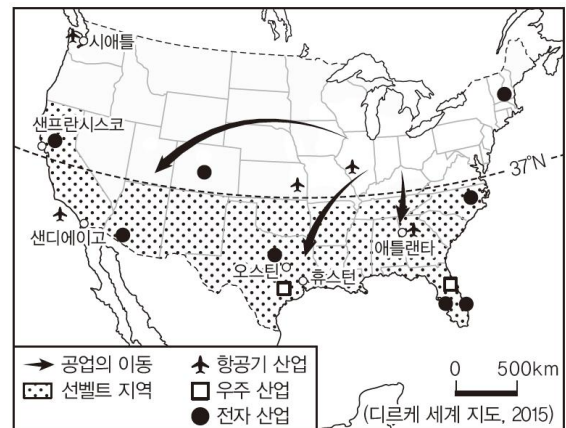 시애틀
샌프란시스코
37°N
샌디에이고
애틀랜타
오스틴
휴스턴
공업의 이동
항공기 산업
선벨트 지역
우주 산업
전자 산업
0 500km
(디르케 세계 지도, 2015)